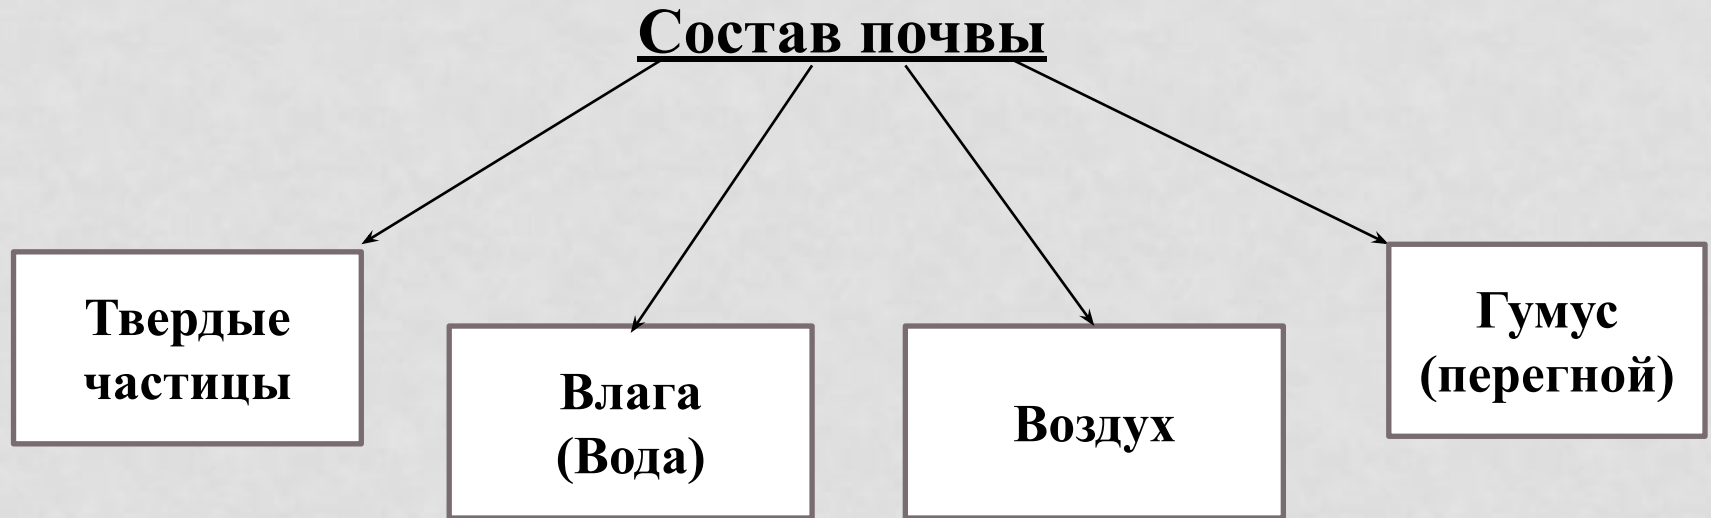 Состав почвы
Твердые
частицы
Влага
(Вода)
Воздух
Гумус
(перегной)